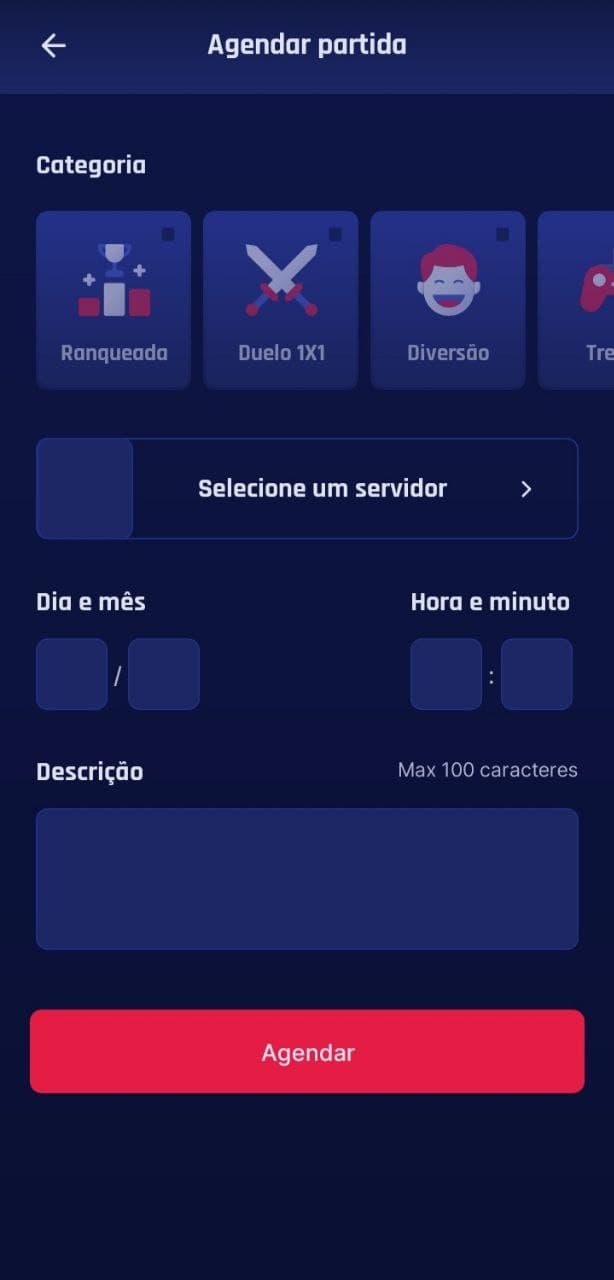 Agendar partida
Categoria
Ranqueada
Duelo 1X1
Diversão
Tre
Selecione um servidor
Dia e mês
Hora e minuto
/
:
Descrição
Max 100 caracteres
Agendar